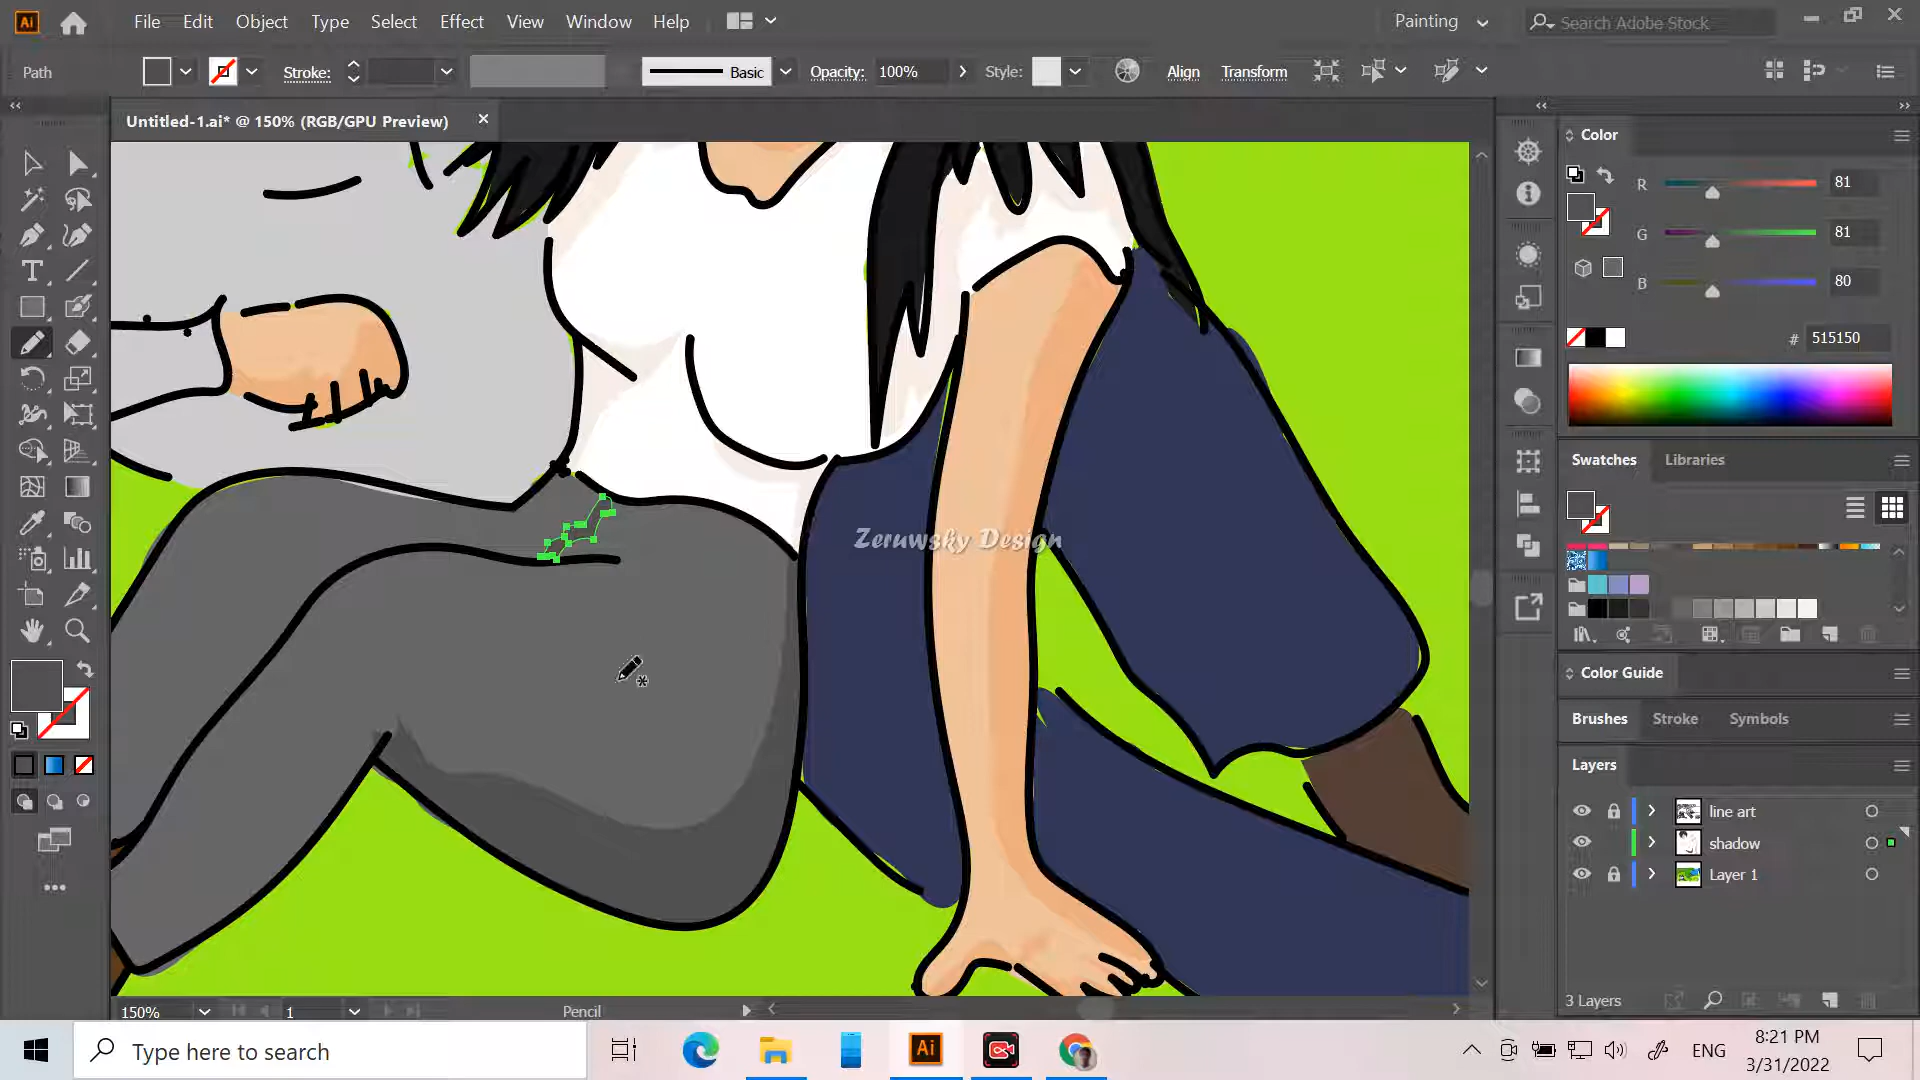 Ai File Edit Object Type Select Effect View Window Help Painting Search Adobe Stock
Path Stroke: Basic Opacity: 100% Style: Align Transform
Untitled-1.ai* @ 150% (RGB/GPU Preview)
Color
R 81
G 81
B 80
# 515150
Swatches Libraries
Zeruwsky Design
Color Guide
Brushes Stroke Symbols
Layers
line art
shadow
Layer 1
3 Layers
150% 1 Pencil
Type here to search
Ai
ENG
8:21 PM
3/31/2022